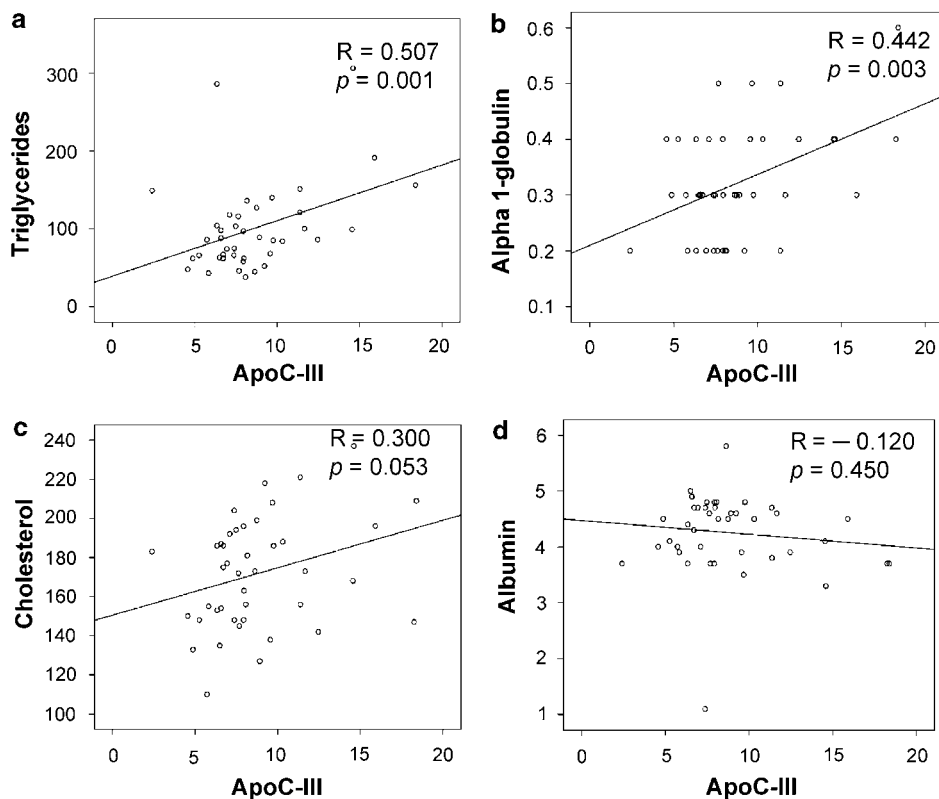 a
R = 0.507
p = 0.001
Triglycerides
300
200
100
0
0 5 10 15 20
ApoC-III
b
R = 0.442
p = 0.003
Alpha 1-globulin
0.6
0.5
0.4
0.3
0.2
0.1
0 5 10 15 20
ApoC-III
c
R = 0.300
p = 0.053
Cholesterol
240
220
200
180
160
140
120
100
0 5 10 15 20
ApoC-III
d
R = – 0.120
p = 0.450
Albumin
6
5
4
3
2
1
0 5 10 15 20
ApoC-III